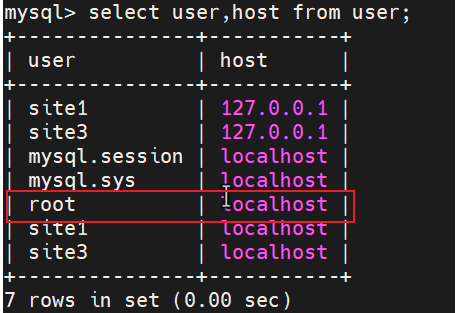 mysql> select user,host from user;
+---------------+-----------+
| user          | host      |
+---------------+-----------+
| site1         | 127.0.0.1 |
| site3         | 127.0.0.1 |
| mysql.session | localhost |
| mysql.sys     | localhost |
| root          | localhost |
| site1         | localhost |
| site3         | localhost |
+---------------+-----------+
7 rows in set (0.00 sec)